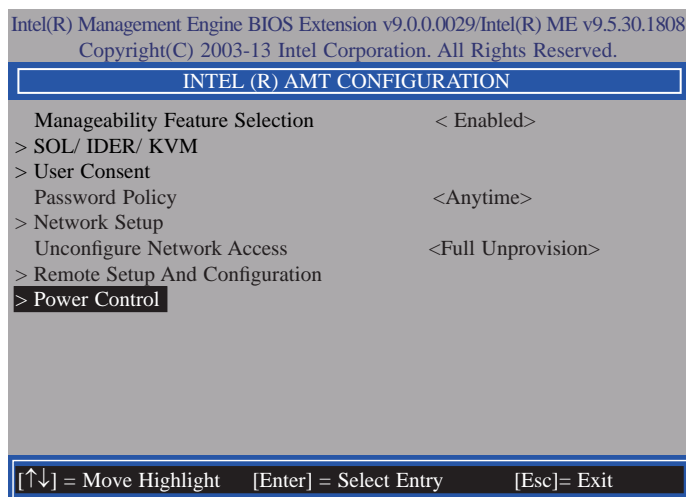 Intel(R) Management Engine BIOS Extension v9.0.0.0029/Intel(R) ME v9.5.30.1808
Copyright(C) 2003-13 Intel Corporation. All Rights Reserved.
INTEL (R) AMT CONFIGURATION
Manageability Feature Selection < Enabled>
> SOL/ IDER/ KVM
> User Consent
Password Policy <Anytime>
> Network Setup
Unconfigure Network Access <Full Unprovision>
> Remote Setup And Configuration
> Power Control
[↑↓] = Move Highlight [Enter] = Select Entry [Esc]= Exit